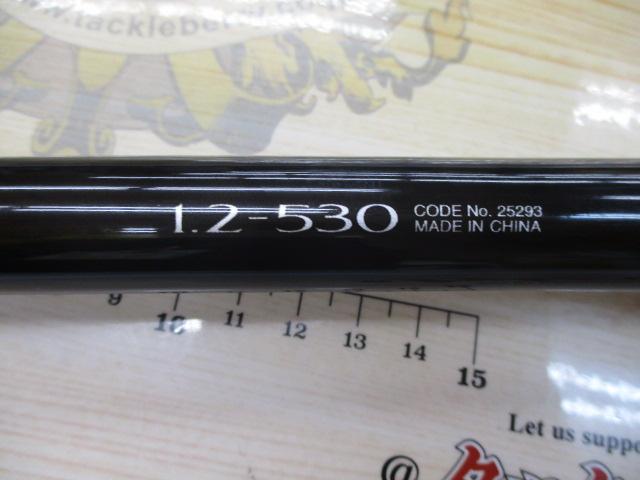 www.tackleberry
1.2-530
CODE No. 25293
MADE IN CHINA
9 10 11 12 13 14 15
Let us suppo
@